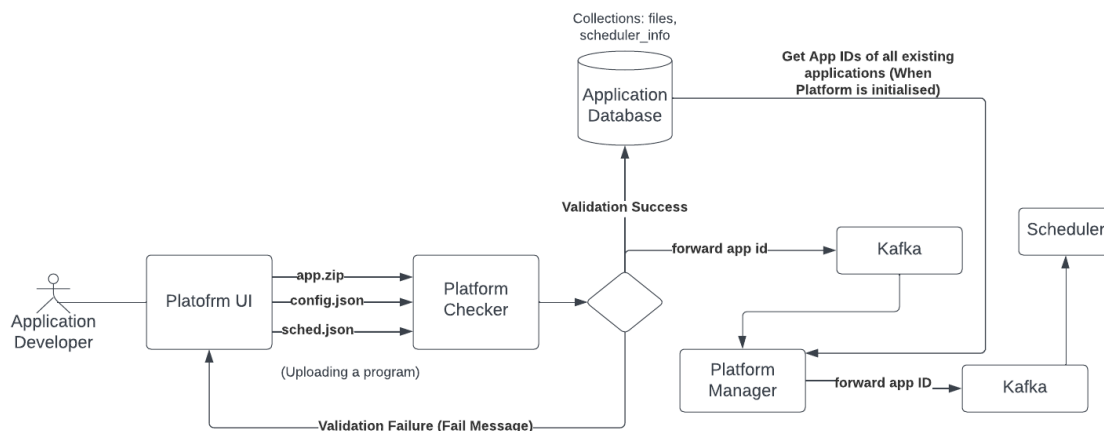 Collections: files,
scheduler_info
Application
Database
Get App IDs of all existing
applications (When
Platform is initialised)
Validation Success
forward app id
Kafka
Scheduler
Application
Developer
Platofrm UI
app.zip
config.json
sched.json
Platform
Checker
(Uploading a program)
Platform
Manager
forward app ID
Kafka
Validation Failure (Fail Message)